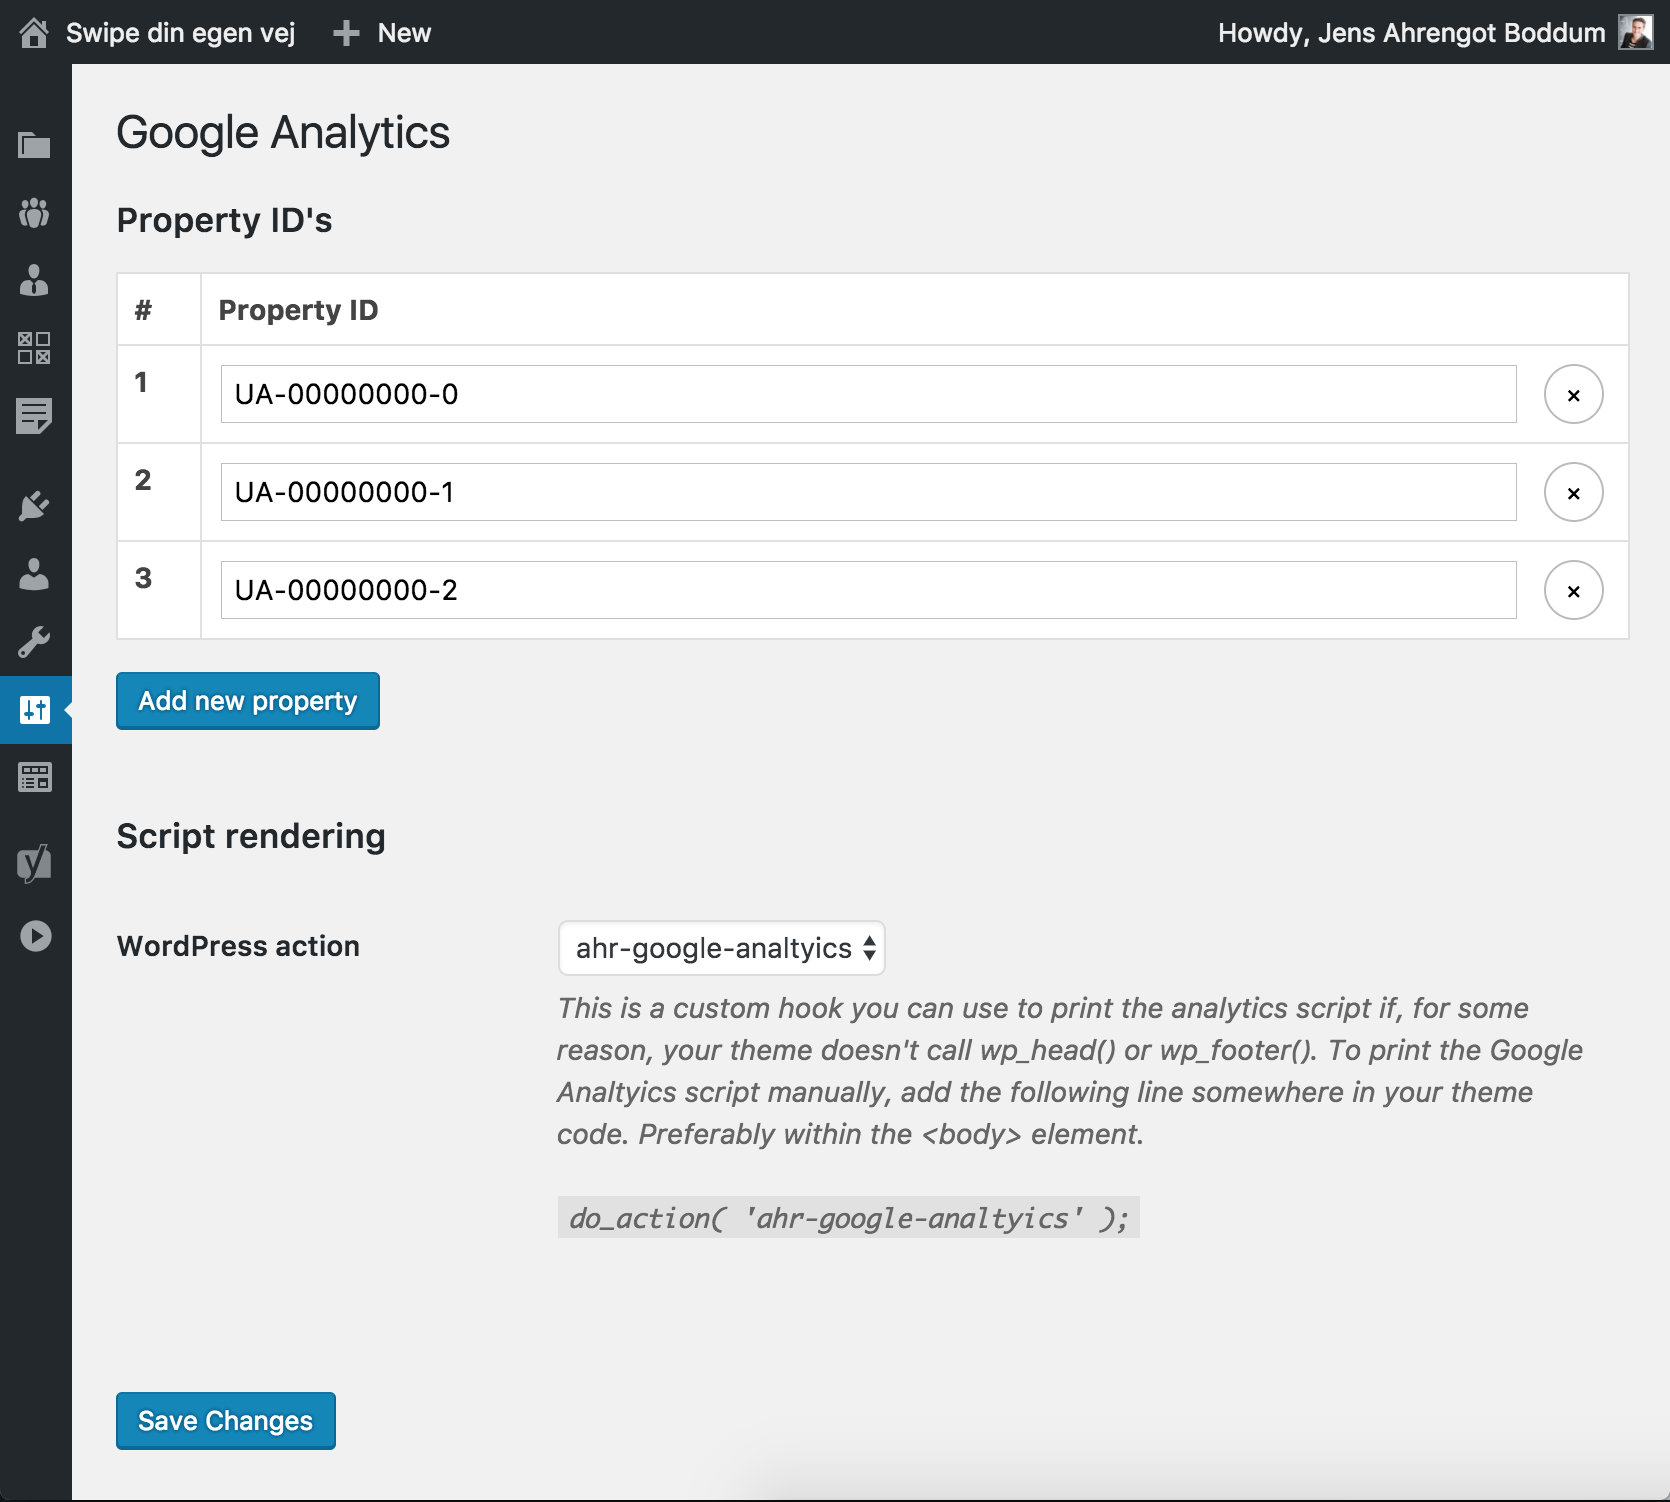 Swipe din egen vej
New
Howdy, Jens Ahrengot Boddum
Google Analytics
Property ID's
# Property ID
1 UA-00000000-0 ×
2 UA-00000000-1 ×
3 UA-00000000-2 ×
Add new property
Script rendering
WordPress action
ahr-google-analtyics
This is a custom hook you can use to print the analytics script if, for some
reason, your theme doesn't call wp_head() or wp_footer(). To print the Google
Analtyics script manually, add the following line somewhere in your theme
code. Preferably within the <body> element.
do_action( 'ahr-google-analtyics' );
Save Changes